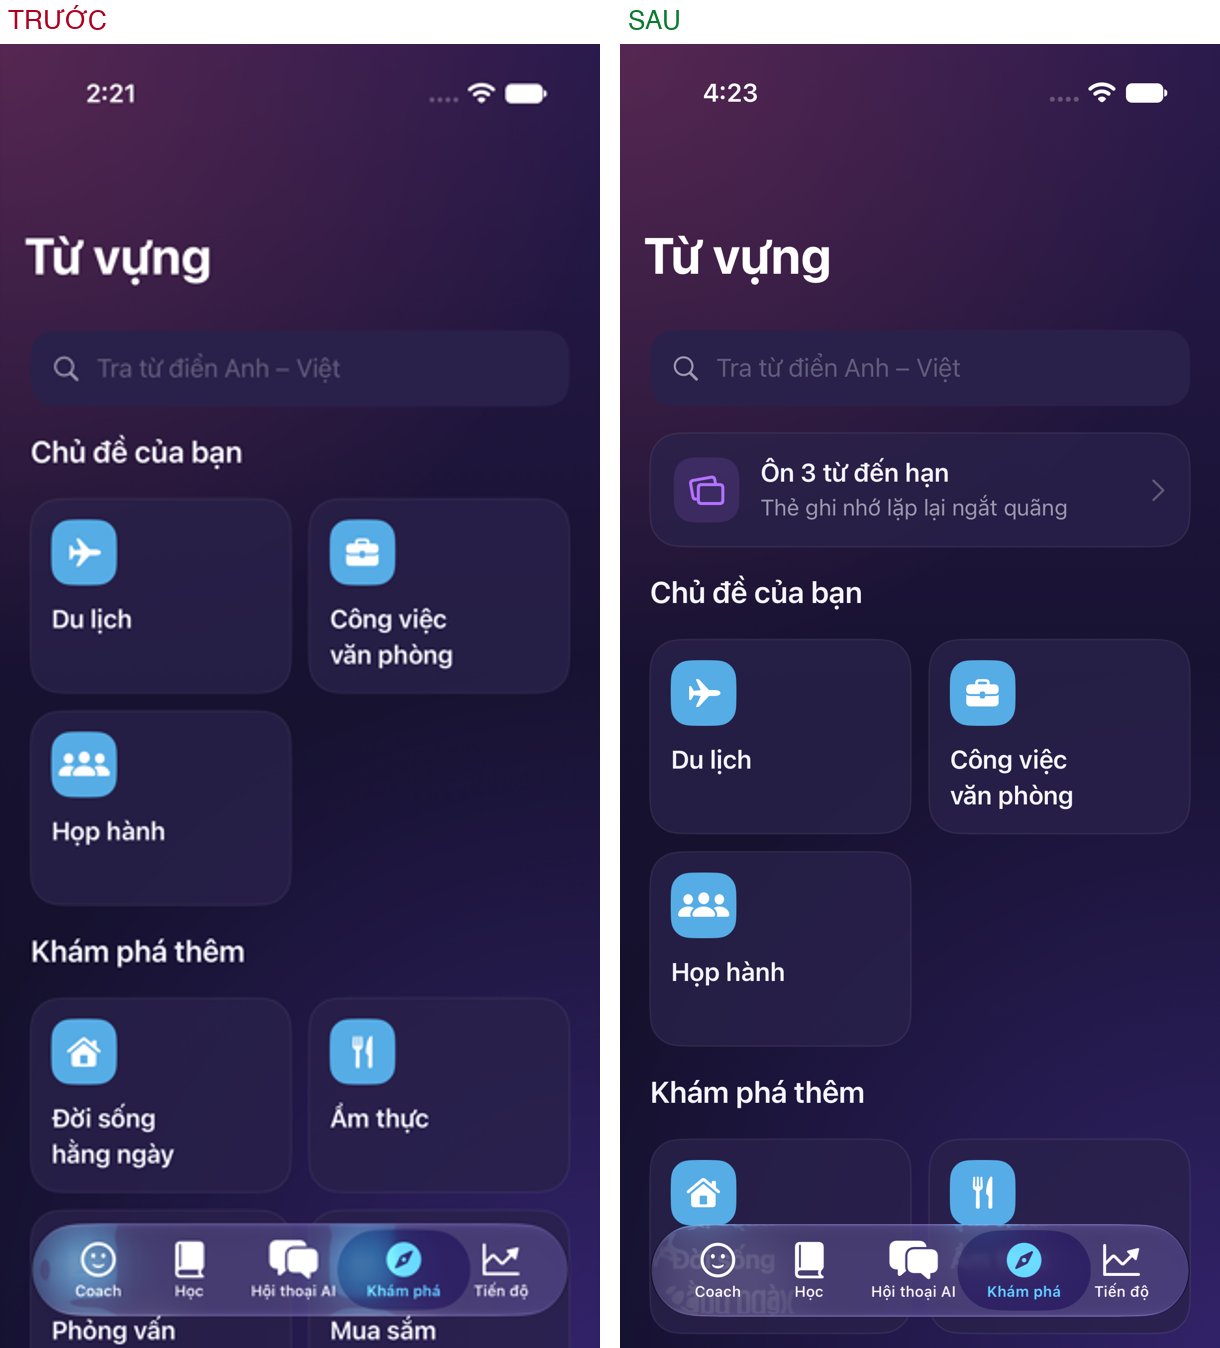 TRƯỚC
2:21
Từ vựng
Tra từ điển Anh – Việt
Chủ đề của bạn
Du lịch
Công việc
văn phòng
Họp hành
Khám phá thêm
Đời sống
hằng ngày
Ẩm thực
Coach
Học
Hội thoại AI
Khám phá
Tiến độ
Phỏng vấn
Mua sắm
SAU
4:23
Từ vựng
Tra từ điển Anh – Việt
Ôn 3 từ đến hạn
Thẻ ghi nhớ lặp lại ngắt quãng
Chủ đề của bạn
Du lịch
Công việc
văn phòng
Họp hành
Khám phá thêm
Coach
Học
Hội thoại AI
Khám phá
Tiến độ